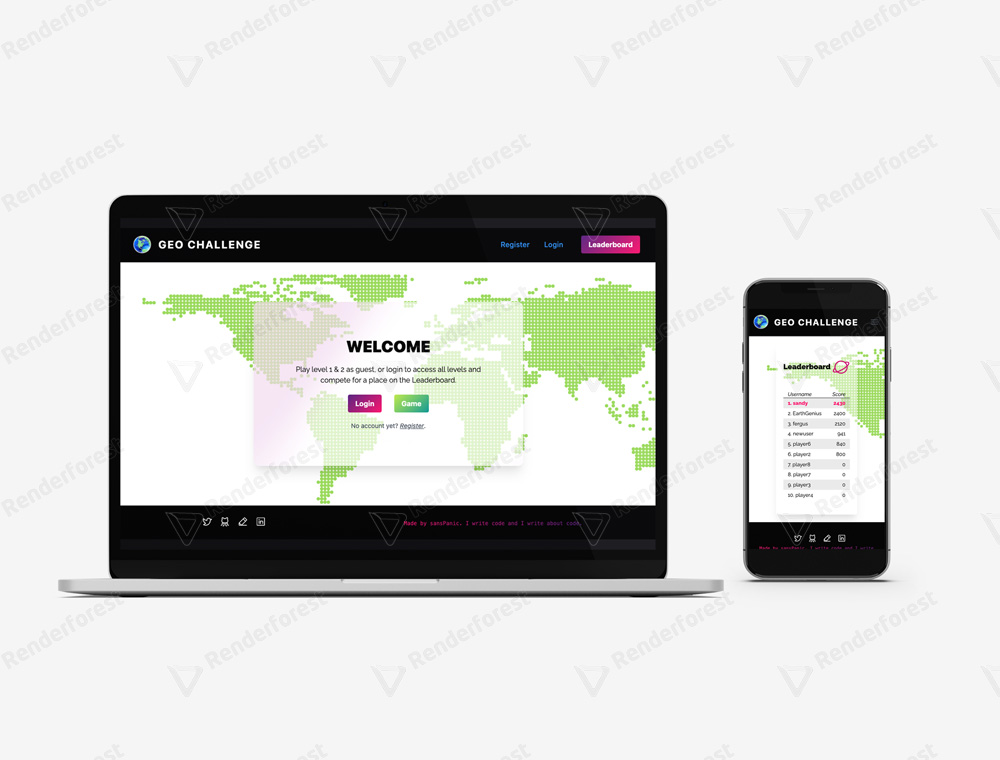 GEO CHALLENGE
Register
Login
Leaderboard
WELCOME
Play level 1 & 2 as guest, or login to access all levels and
compete for a place on the Leaderboard.
Login
Game
No account yet? Register.
Made by sansPanic. I write code and I write about code.
GEO CHALLENGE
Leaderboard
Username Score
1. sandy 2436
2. EarthGenius 2400
3. fergus 2120
4. newuser 941
5. player6 840
6. player2 800
7. player8 0
8. player7 0
9. player3 0
10. player4 0
Made by sansPanic. I write code and I write
Renderforest